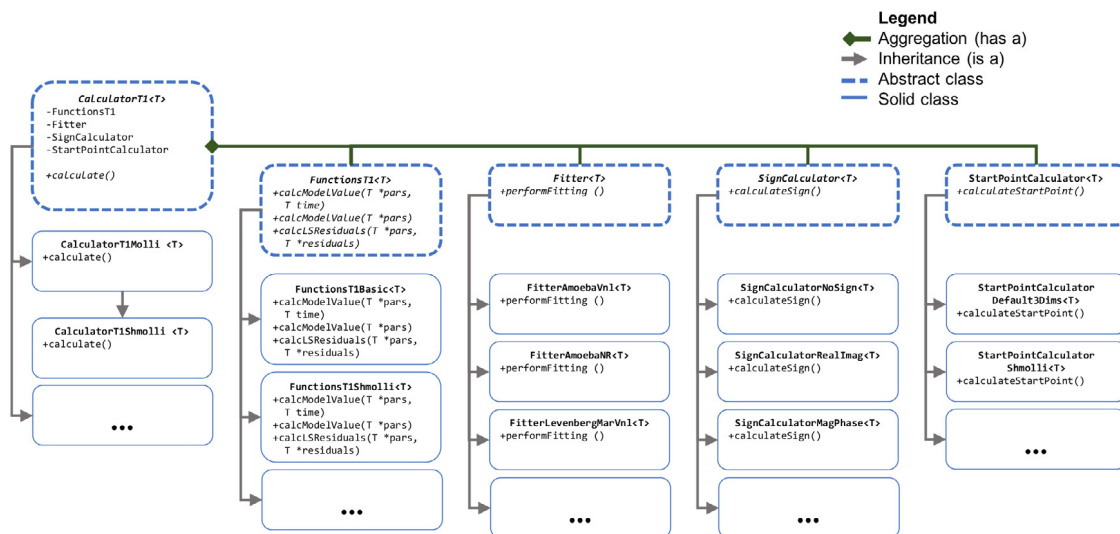 Legend
Aggregation (has a)
Inheritance (is a)
Abstract class
Solid class
CalculatorT1<T>
-FunctionsT1
-Fitter
-SignCalculator
-StartPointCalculator
+calculate()
CalculatorT1Molli <T>
+calculate()
CalculatorT1Shmolli <T>
+calculate()
...
FunctionsT1<T>
+calcModelValue(T *pars,
T time)
+calcModelValue(T *pars)
+calcLSResiduals(T *pars,
T *residuals)
FunctionsT1Basic<T>
+calcModelValue(T *pars,
T time)
+calcModelValue(T *pars)
+calcLSResiduals(T *pars,
T *residuals)
FunctionsT1Shmolli<T>
+calcModelValue(T *pars,
T time)
+calcModelValue(T *pars)
+calcLSResiduals(T *pars,
T *residuals)
...
Fitter<T>
+performFitting ()
FitterAmoebaVnl<T>
+performFitting ()
FitterAmoebaNR<T>
+performFitting ()
FitterLevenbergMarVnl<T>
+performFitting ()
...
SignCalculator<T>
+calculateSign()
SignCalculatorNoSign<T>
+calculateSign()
SignCalculatorRealImag<T>
+calculateSign()
SignCalculatorMagPhase<T>
+calculateSign()
...
StartPointCalculator<T>
+calculateStartPoint()
StartPointCalculator
Default3Dims<T>
+calculateStartPoint()
StartPointCalculator
Shmolli<T>
+calculateStartPoint()
...